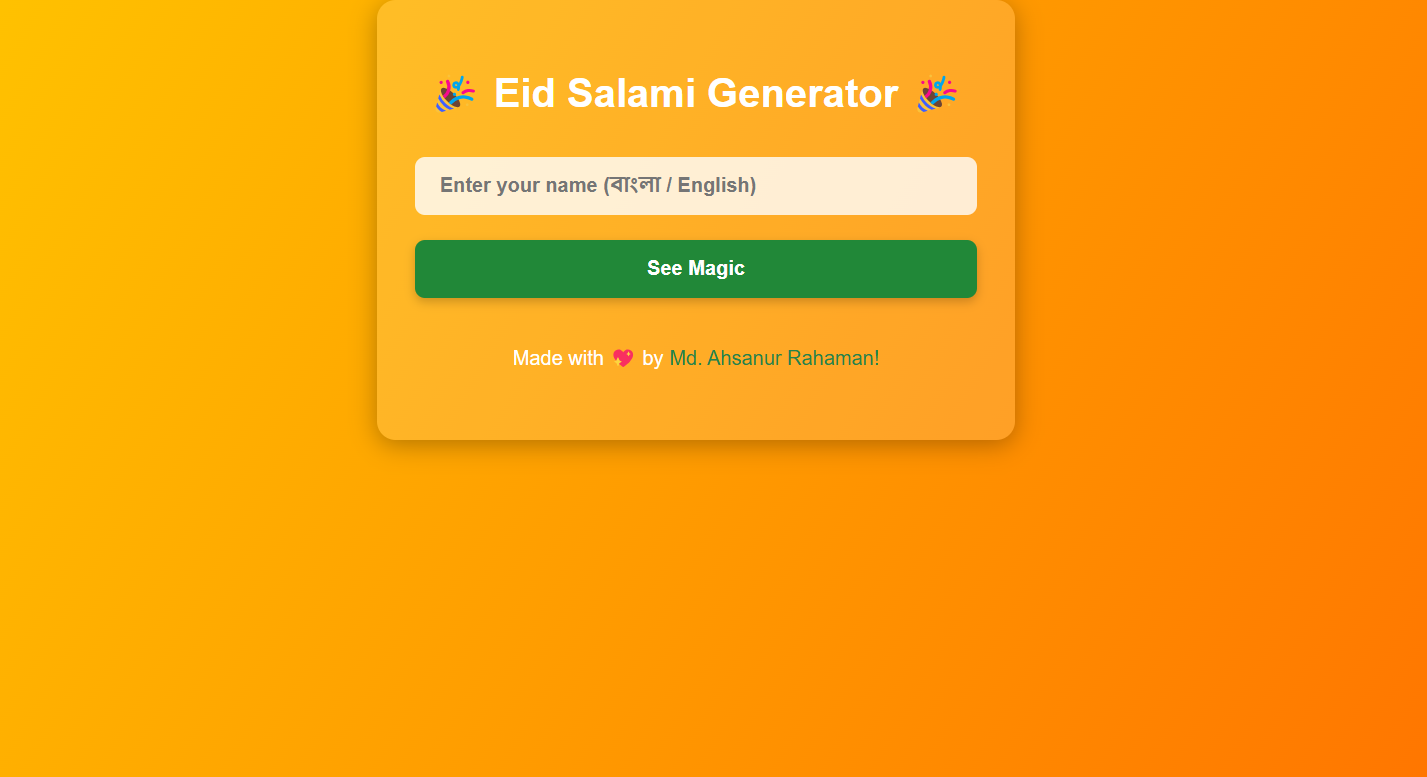 🎉 Eid Salami Generator 🎉
Enter your name (বাংলা / English)
See Magic
Made with 💖 by Md. Ahsanur Rahaman!